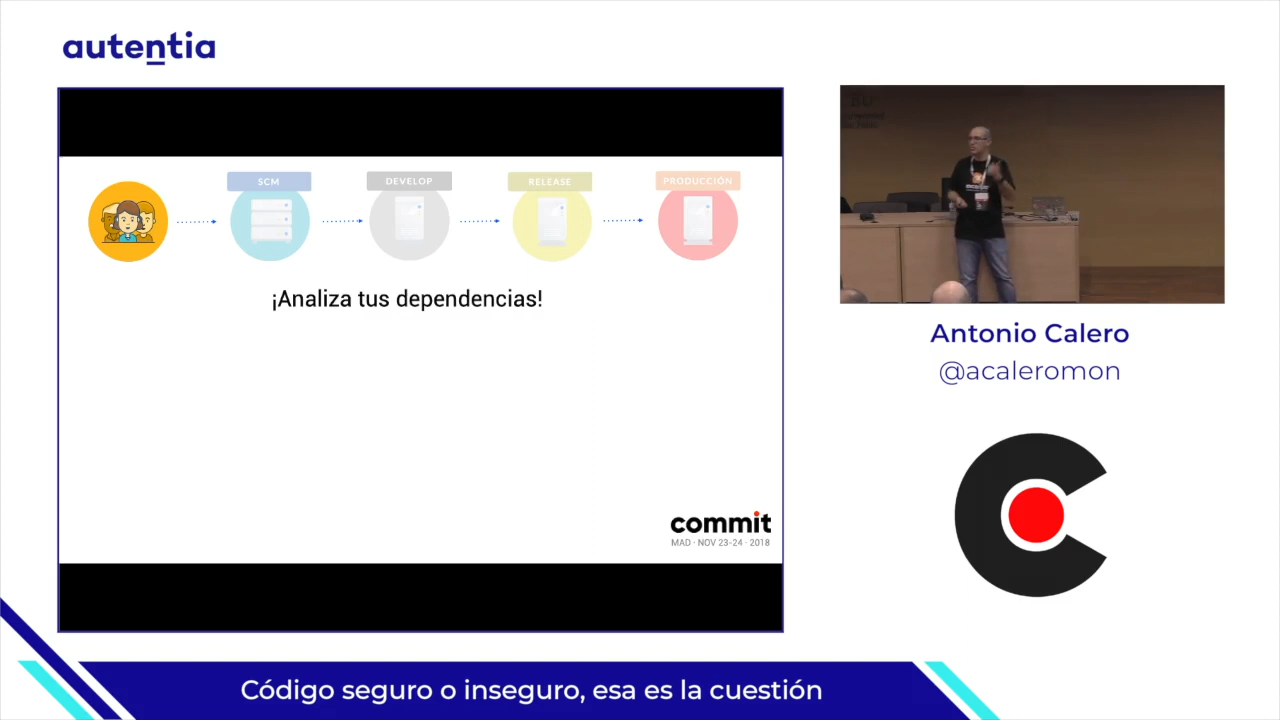 autentia
SCM
DEVELOP
RELEASE
PRODUCCIÓN
¡Analiza tus dependencias!
commit
MAD · NOV 23-24 · 2018
Antonio Calero
@acaleromon
Código seguro o inseguro, esa es la cuestión